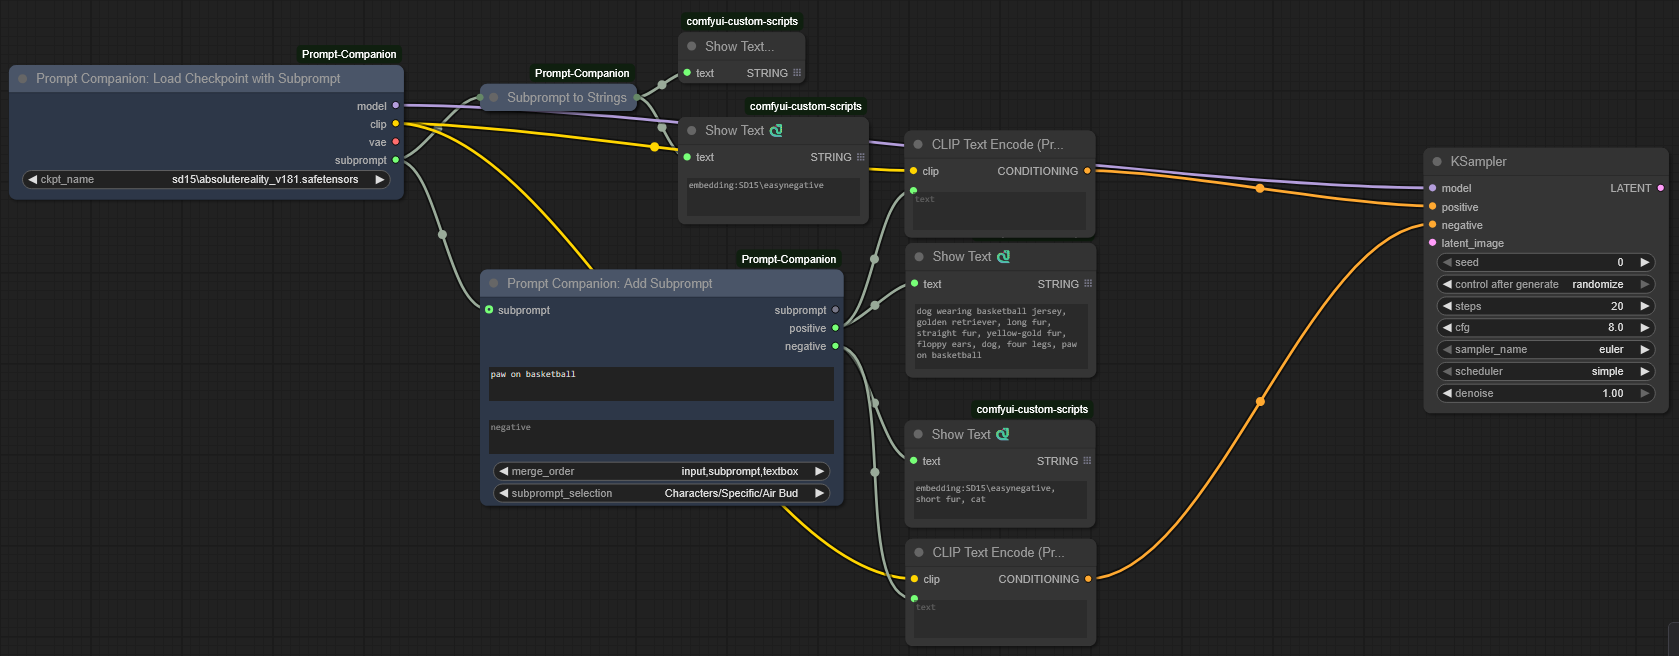 Prompt-Companion
Prompt Companion: Load Checkpoint with Subprompt
model
clip
vae
subprompt
ckpt_name
sd15\absolutereality_v181.safetensors
Prompt-Companion
Subprompt to Strings
comfyui-custom-scripts
Show Text...
text
STRING
comfyui-custom-scripts
Show Text
text
STRING
embedding:SD15\easynegative
Prompt-Companion
Prompt Companion: Add Subprompt
subprompt
subprompt
positive
negative
paw on basketball
negative
merge_order
input,subprompt,textbox
subprompt_selection
Characters/Specific/Air Bud
CLIP Text Encode (Pr...
clip
CONDITIONING
text
Show Text
text
STRING
dog wearing basketball jersey,
golden retriever, long fur,
straight fur, yellow-gold fur,
floppy ears, dog, four legs, paw
on basketball
comfyui-custom-scripts
Show Text
text
STRING
embedding:SD15\easynegative,
short fur, cat
CLIP Text Encode (Pr...
clip
CONDITIONING
text
KSampler
model
LATENT
positive
negative
latent_image
seed
0
control after generate
randomize
steps
20
cfg
8.0
sampler_name
euler
scheduler
simple
denoise
1.00